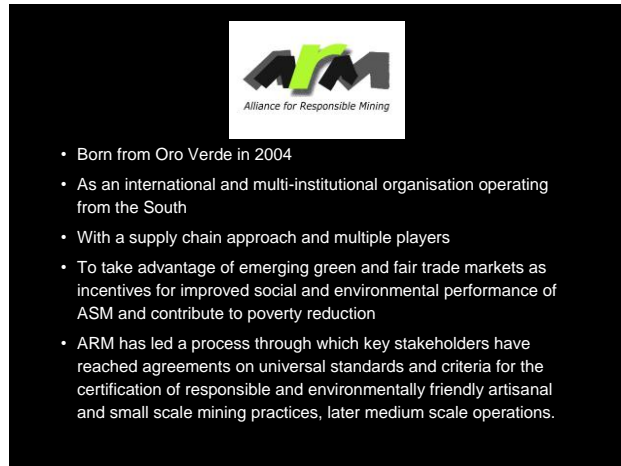 ARM
Alliance for Responsible Mining
• Born from Oro Verde in 2004
• As an international and multi-institutional organisation operating
from the South
• With a supply chain approach and multiple players
• To take advantage of emerging green and fair trade markets as
incentives for improved social and environmental performance of
ASM and contribute to poverty reduction
• ARM has led a process through which key stakeholders have
reached agreements on universal standards and criteria for the
certification of responsible and environmentally friendly artisanal
and small scale mining practices, later medium scale operations.